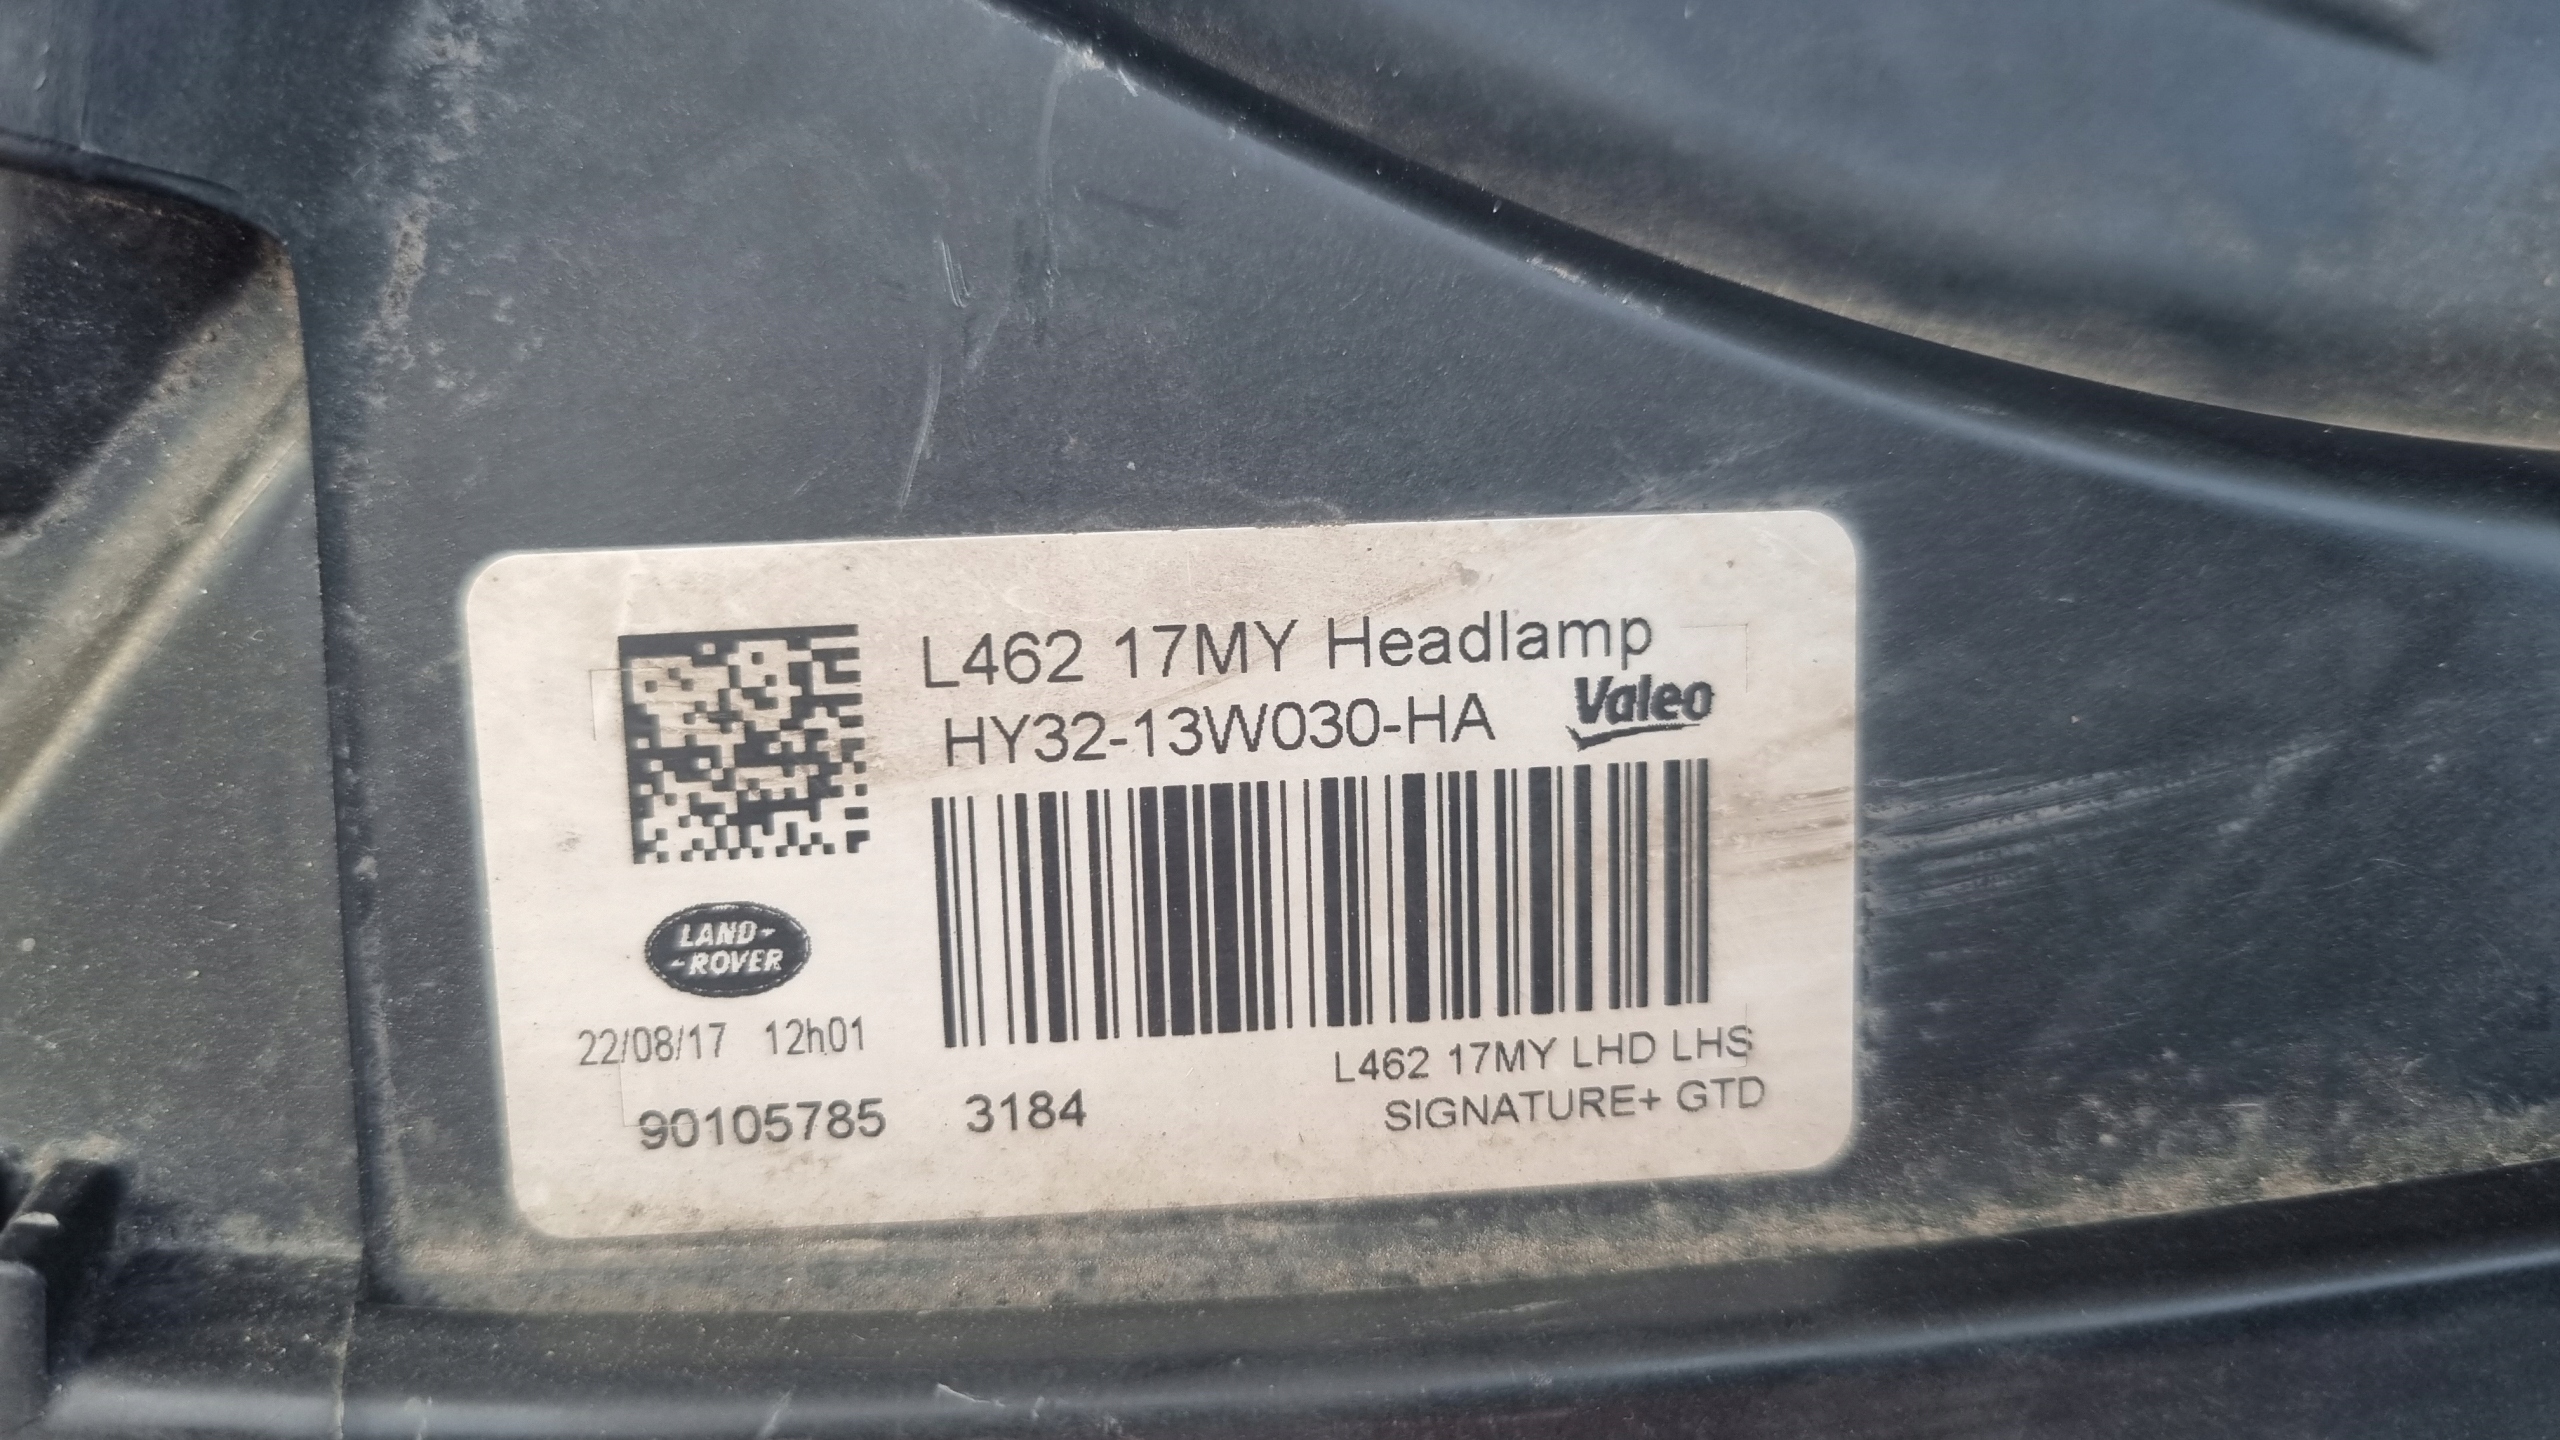 L462 17MY Headlamp
HY32-13W030-HA
Valeo
LAND-
-ROVER
22/08/17 12h01
90105785 3184
L462 17MY LHD LHS
SIGNATURE+ GTD